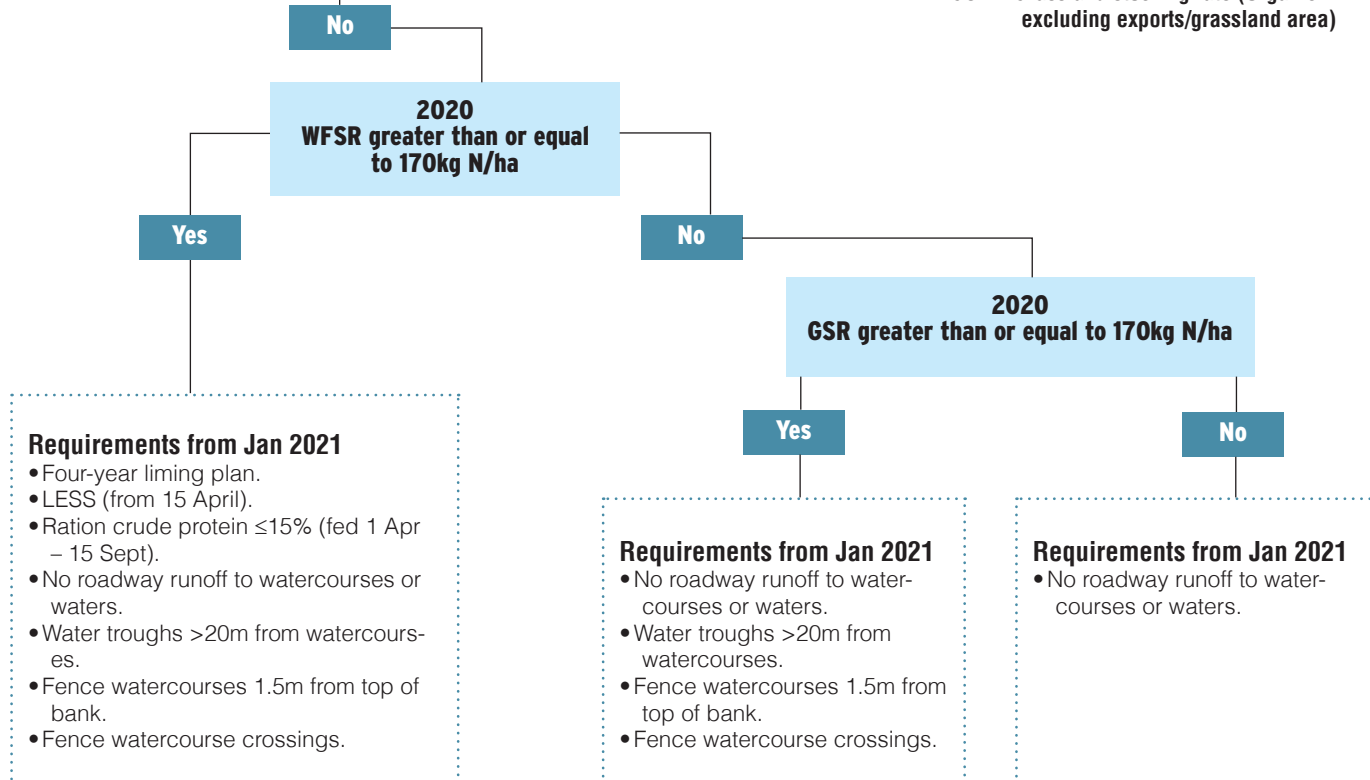 excluding exports/grassland area)
No
2020
WFSR greater than or equal
to 170kg N/ha
Yes
No
2020
GSR greater than or equal to 170kg N/ha
Yes
No
Requirements from Jan 2021
•Four-year liming plan.
•LESS (from 15 April).
•Ration crude protein ≤15% (fed 1 Apr
– 15 Sept).
•No roadway runoff to watercourses or
waters.
•Water troughs >20m from watercours-
es.
•Fence watercourses 1.5m from top of
bank.
•Fence watercourse crossings.
Requirements from Jan 2021
•No roadway runoff to water-
courses or waters.
•Water troughs >20m from
watercourses.
•Fence watercourses 1.5m from
top of bank.
•Fence watercourse crossings.
Requirements from Jan 2021
•No roadway runoff to water-
courses or waters.